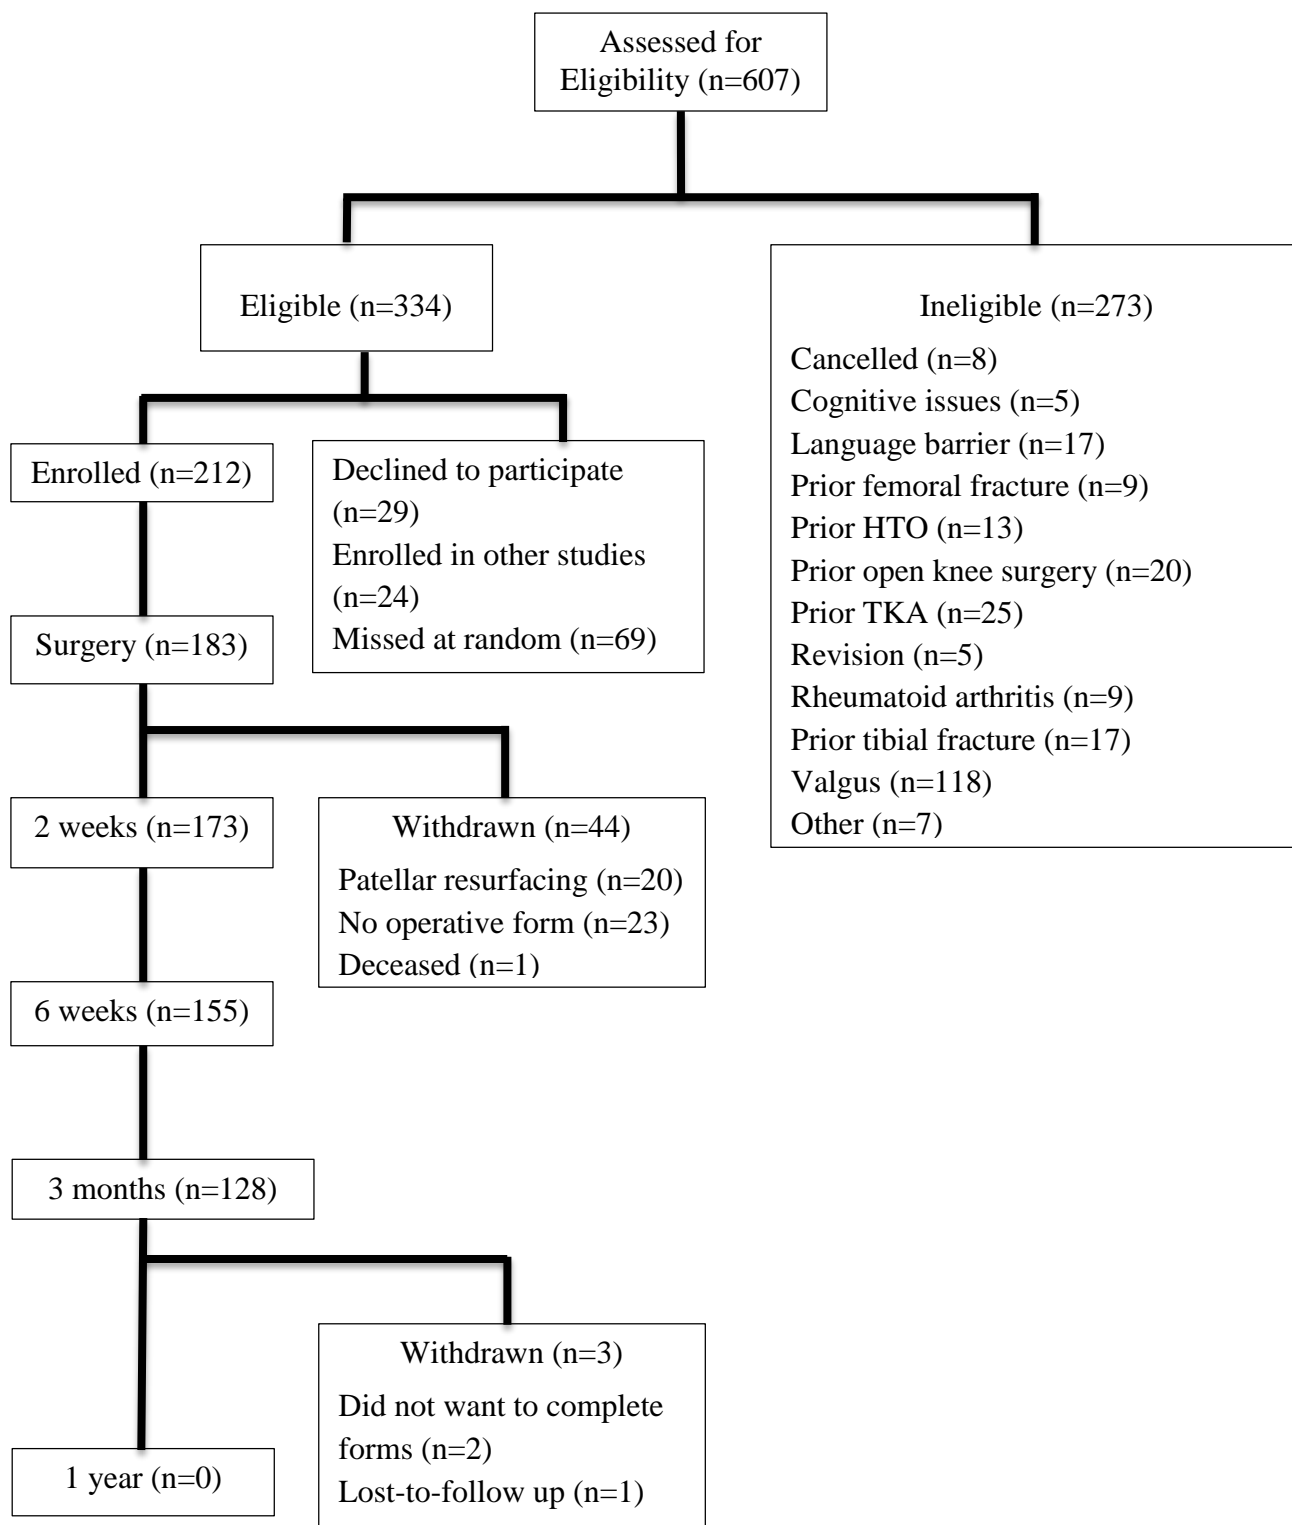 Assessed for
Eligibility (n=607)
Eligible (n=334)
Ineligible (n=273)
Cancelled (n=8)
Cognitive issues (n=5)
Language barrier (n=17)
Prior femoral fracture (n=9)
Prior HTO (n=13)
Prior open knee surgery (n=20)
Prior TKA (n=25)
Revision (n=5)
Rheumatoid arthritis (n=9)
Prior tibial fracture (n=17)
Valgus (n=118)
Other (n=7)
Enrolled (n=212)
Declined to participate
(n=29)
Enrolled in other studies
(n=24)
Missed at random (n=69)
Surgery (n=183)
2 weeks (n=173)
Withdrawn (n=44)
Patellar resurfacing (n=20)
No operative form (n=23)
Deceased (n=1)
6 weeks (n=155)
3 months (n=128)
Withdrawn (n=3)
Did not want to complete
forms (n=2)
Lost-to-follow up (n=1)
1 year (n=0)